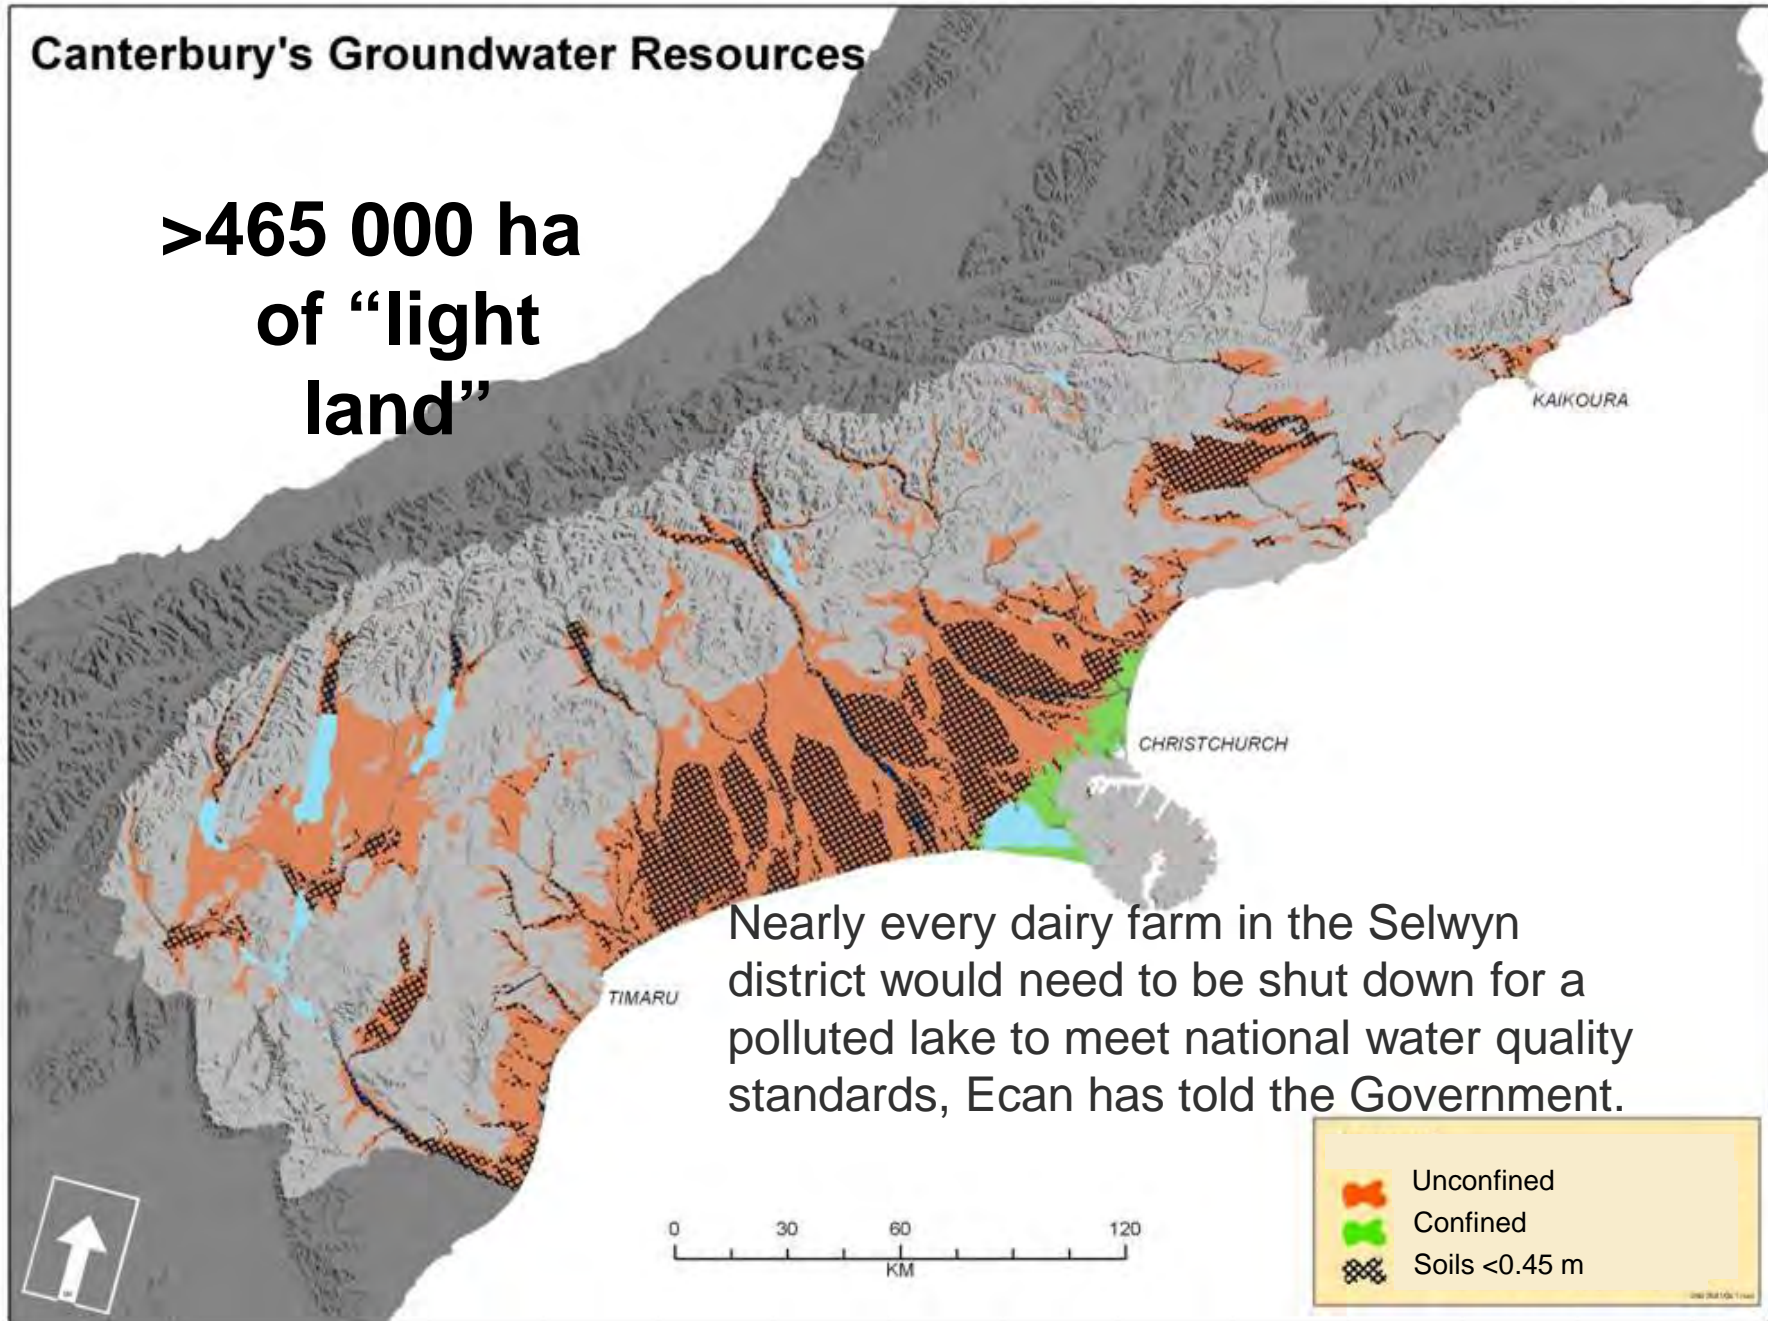 Canterbury's Groundwater Resources
>465 000 ha
of “light
land”
KAIKOURA
CHRISTCHURCH
TIMARU
Nearly every dairy farm in the Selwyn
district would need to be shut down for a
polluted lake to meet national water quality
standards, Ecan has told the Government.
0 30 60 120
KM
Unconfined
Confined
Soils <0.45 m